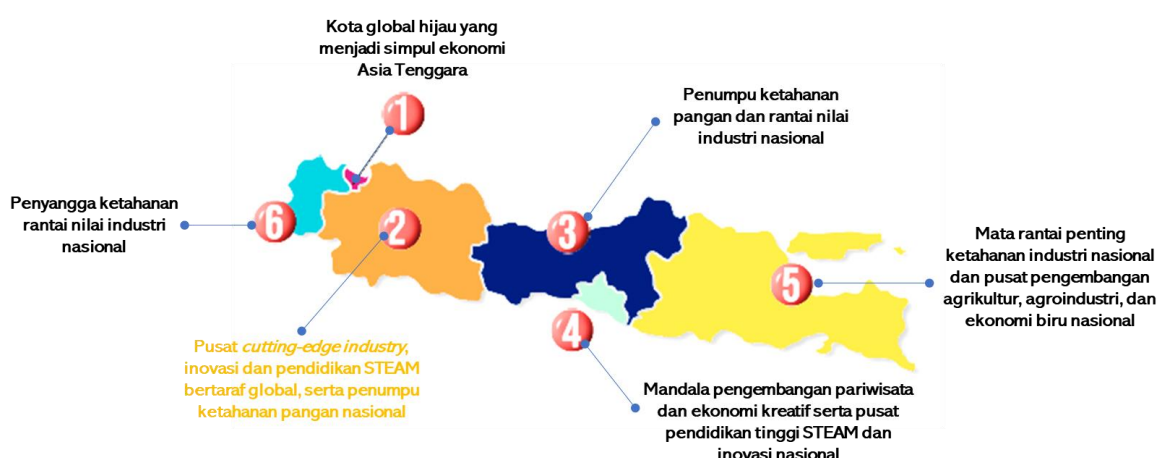 Kota global hijau yang
menjadi simpul ekonomi
Asia Tenggara
1
Penumpu ketahanan
pangan dan rantai nilai
industri nasional
Penyangga ketahanan
rantai nilai industri
nasional
6
2
3
5
Mata rantai penting
ketahanan industri nasional
dan pusat pengembangan
agrikultur, agroindustri, dan
ekonomi biru nasional
4
Pusat cutting-edge industry,
inovasi dan pendidikan STEAM
bertaraf global, serta penumpu
ketahanan pangan nasional
Mandala pengembangan pariwisata
dan ekonomi kreatif serta pusat
pendidikan tinggi STEAM dan
inovasi nasional